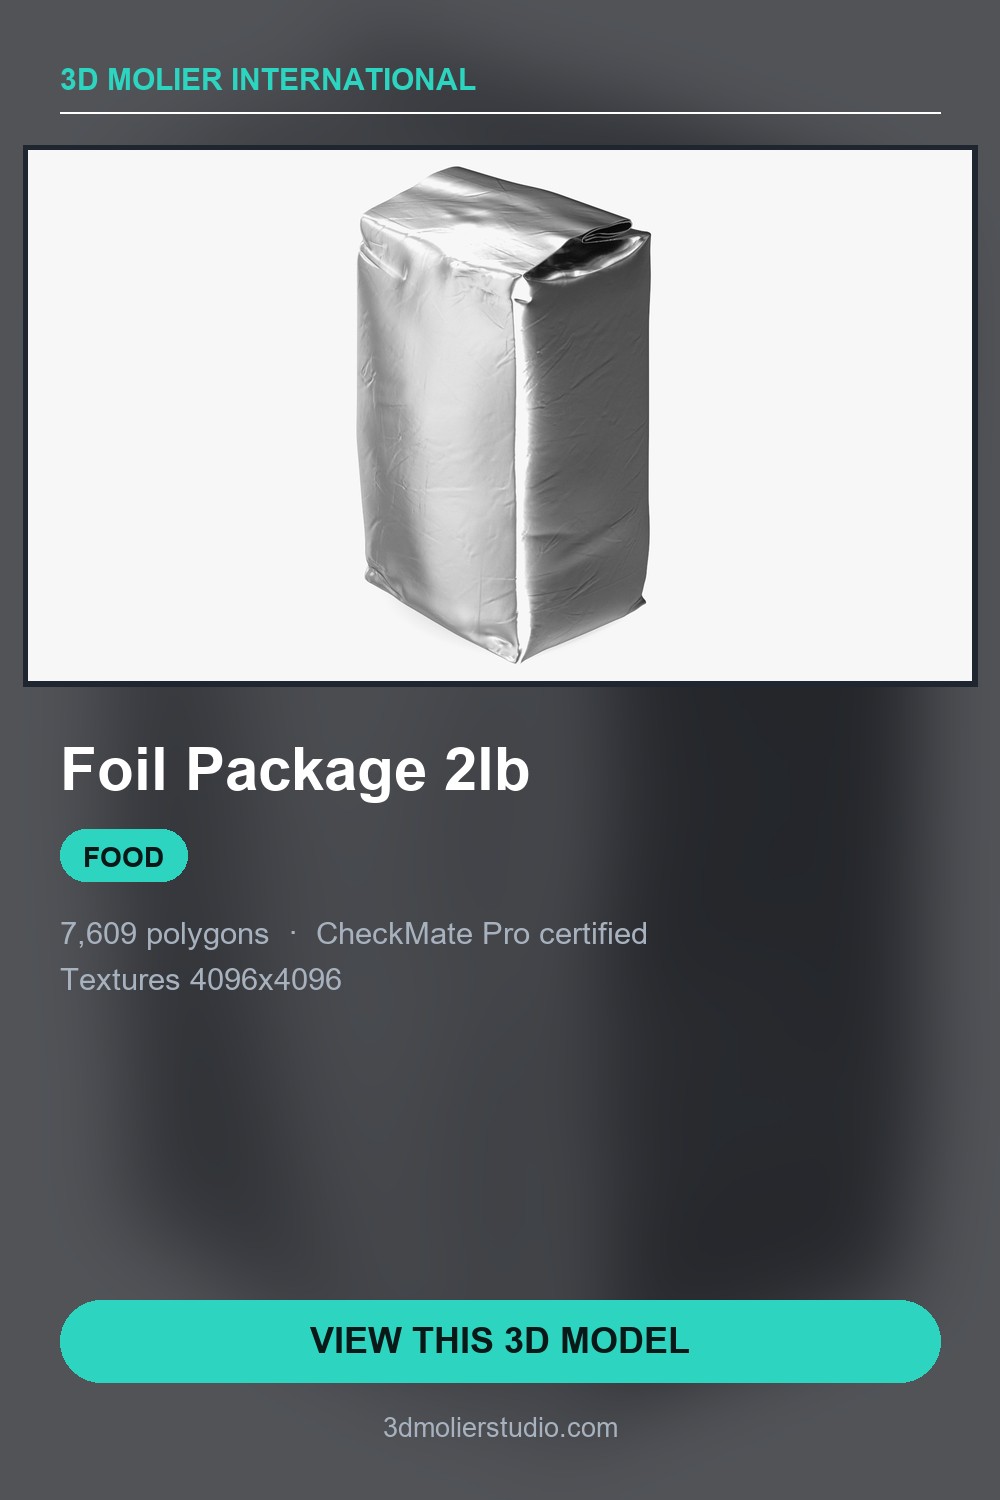 3D MOLIER INTERNATIONAL
Foil Package 2lb
FOOD
7,609 polygons · CheckMate Pro certified
Textures 4096x4096
VIEW THIS 3D MODEL
3dmolierstudio.com